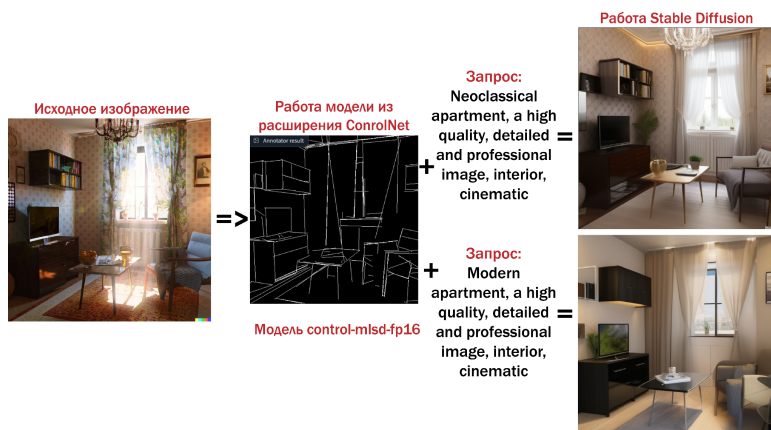 Исходное изображение
=>
Работа модели из
расширения ConrolNet
Annotator result
Модель control-mlsd-fp16
+
Запрос:
Neoclassical
apartment, a high
quality, detailed
and professional
image, interior,
cinematic
=
+
Запрос:
Modern
apartment, a high
quality, detailed
and professional
image, interior,
cinematic
=
Работа Stable Diffusion